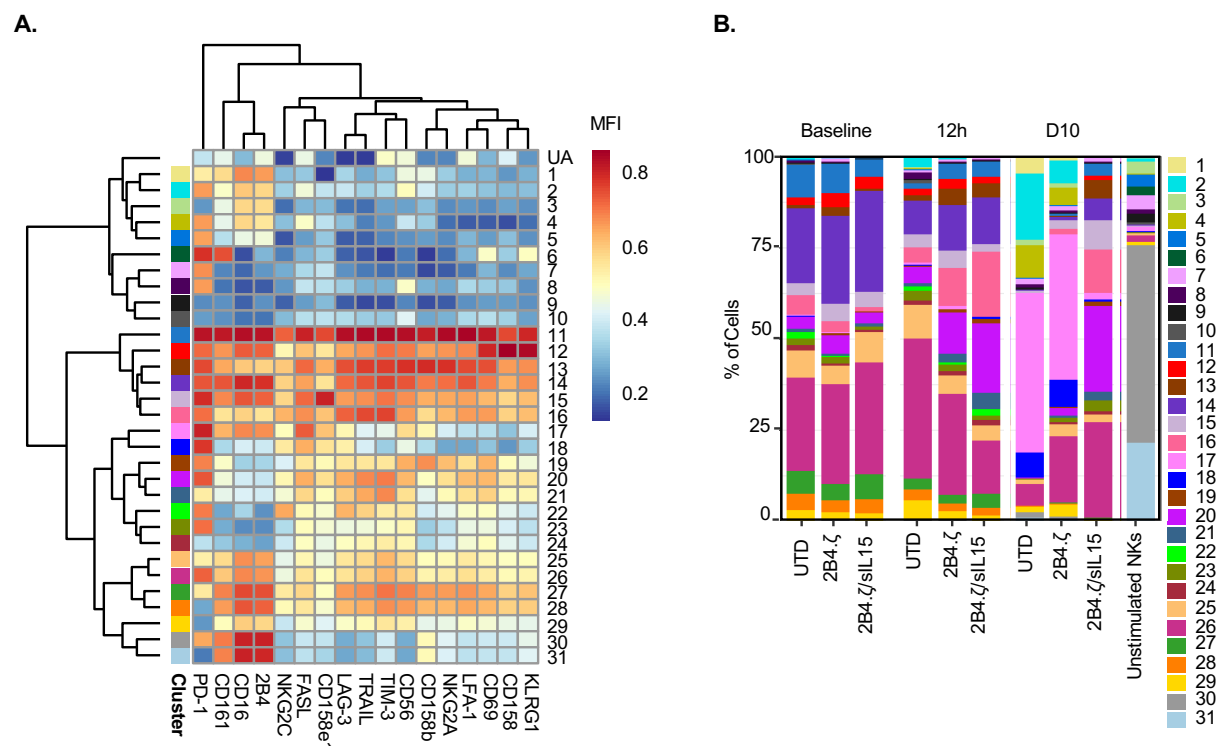 A.
B.
MFI
0.8
0.6
0.4
0.2
UA
1
2
3
4
5
6
7
8
9
10
11
12
13
14
15
16
17
18
19
20
21
22
23
24
25
26
27
28
29
30
31
Cluster
PD-1
CD161
CD16
2B4
NKG2C
FASL
CD158e1
LAG-3
TRAIL
TIM-3
CD56
CD158b
NKG2A
LFA-1
CD69
CD158
KLRG1
Baseline 12h D10
% of Cells
100
75
50
25
0
UTD
2B4.ζ
2B4.ζ/sIL15
UTD
2B4.ζ
2B4.ζ/sIL15
UTD
2B4.ζ
2B4.ζ/sIL15
Unstimulated NKs
1
2
3
4
5
6
7
8
9
10
11
12
13
14
15
16
17
18
19
20
21
22
23
24
25
26
27
28
29
30
31